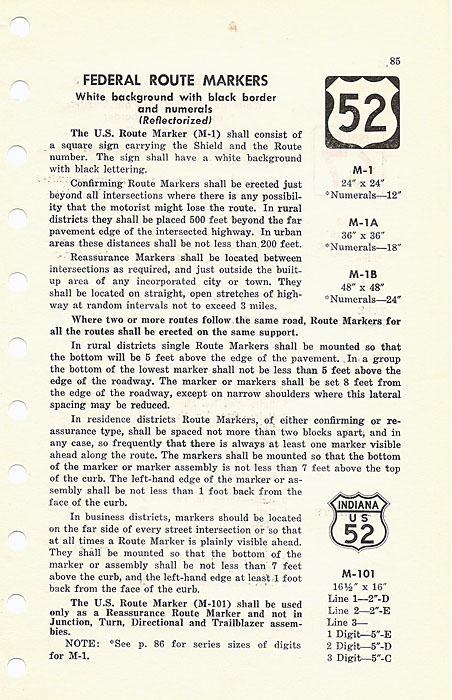 85
FEDERAL ROUTE MARKERS
White background with black border
and numerals
(Reflectorized)
The U.S. Route Marker (M-1) shall consist of
a square sign carrying the Shield and the Route
number. The sign shall have a white background
with black lettering.
Confirming Route Markers shall be erected just
beyond all intersections where there is any possibil-
ity that the motorist might lose the route. In rural
districts they shall be placed 500 feet beyond the far
pavement edge of the intersected highway. In urban
areas these distances shall be not less than 200 feet.
Reassurance Markers shall be located between
intersections as required, and just outside the built-
up area of any incorporated city or town. They
shall be located on straight, open stretches of high-
way at random intervals not to exceed 3 miles.
52
M-1
24" x 24"
*Numerals—12"
M-1A
36" x 36"
*Numerals—18"
M-1B
48" x 48"
*Numerals—24"
Where two or more routes follow the same road, Route Markers for
all the routes shall be erected on the same support.
In rural districts single Route Markers shall be mounted so that
the bottom will be 5 feet above the edge of the pavement. In a group
the bottom of the lowest marker shall not be less than 5 feet above the
edge of the roadway. The marker or markers shall be set 8 feet from
the edge of the roadway, except on narrow shoulders where this lateral
spacing may be reduced.
In residence districts Route Markers, of either confirming or re-
assurance type, shall be spaced not more than two blocks apart, and in
any case, so frequently that there is always at least one marker visible
ahead along the route. The markers shall be mounted so that the bottom
of the marker or marker assembly is not less than 7 feet above the top
of the curb. The left-hand edge of the marker or as-
sembly shall be not less than 1 foot back from the
face of the curb.
In business districts, markers should be located
on the far side of every street intersection or so that
at all times a Route Marker is plainly visible ahead.
They shall be mounted so that the bottom of the
marker or assembly shall be not less than 7 feet
above the curb, and the left-hand edge at least 1 foot
back from the face of the curb.
The U.S. Route Marker (M-101) shall be used
only as a Reassurance Route Marker and not in
Junction, Turn, Directional and Trailblazer assem-
blies.
NOTE: *See p. 86 for series sizes of digits
for M-1.
INDIANA
US
52
M-101
16½" x 16"
Line 1—2"-D
Line 2—2"-E
Line 3—
1 Digit—5"-E
2 Digit—5"-D
3 Digit—5"-C